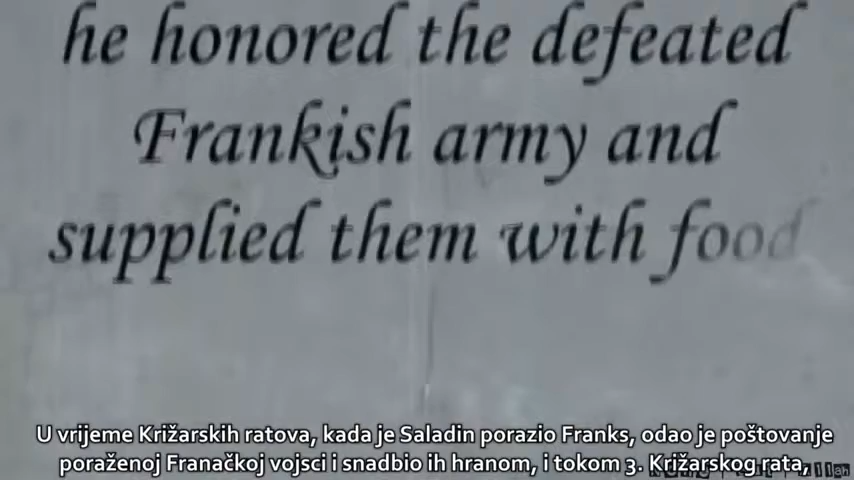 he honored the defeated
Frankish army and
supplied them with food
U vrijeme Križarskih ratova, kada je Saladin porazio Franks, odao je poštovanje
poraženoj Franačkoj vojsci i snadbio ih hranom, i tokom 3. Križarskog rata,